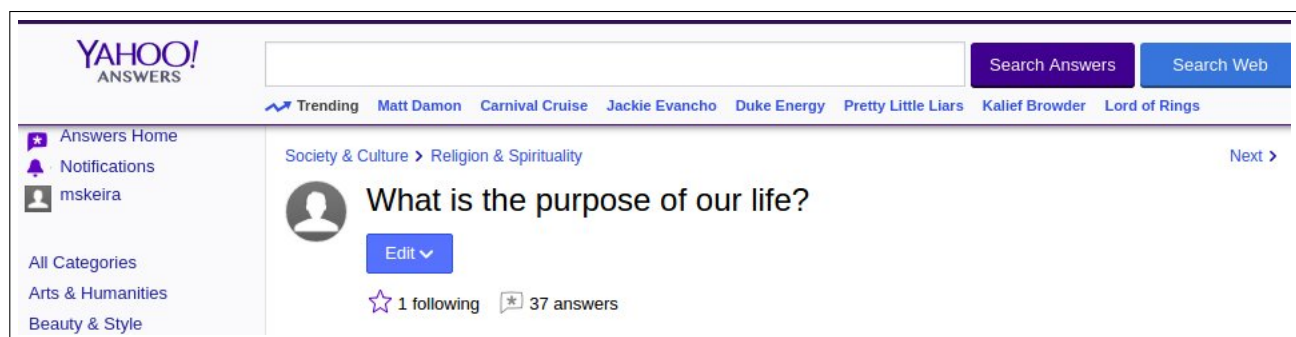 YAHOO!
ANSWERS
Search Answers
Search Web
Trending Matt Damon Carnival Cruise Jackie Evancho Duke Energy Pretty Little Liars Kalief Browder Lord of Rings
Answers Home
Notifications
mskeira
All Categories
Arts & Humanities
Beauty & Style
Society & Culture > Religion & Spirituality
Next >
What is the purpose of our life?
Edit
1 following 37 answers